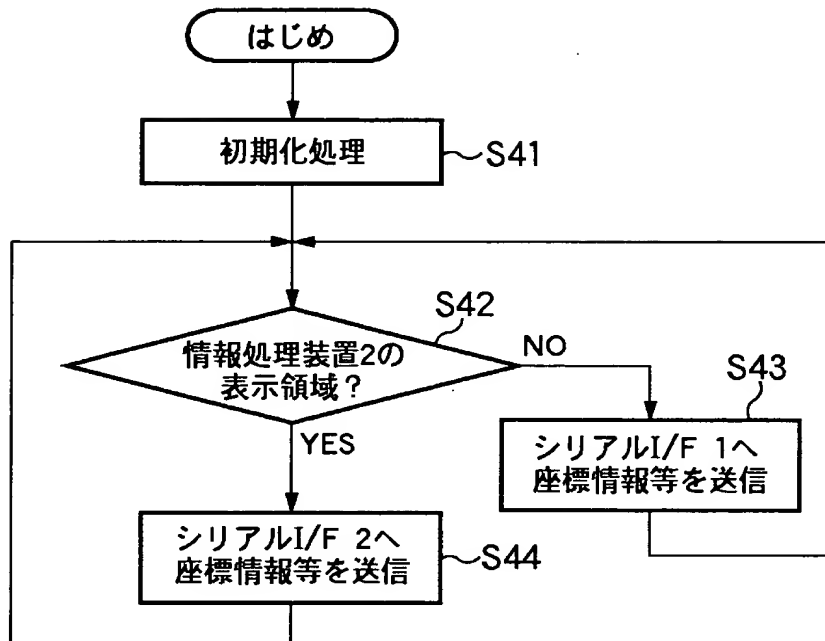 はじめ
初期化処理
S41
S42
情報処理装置2の
表示領域?
NO
S43
YES
シリアルI/F 1へ
座標情報等を送信
シリアルI/F 2へ
座標情報等を送信
S44